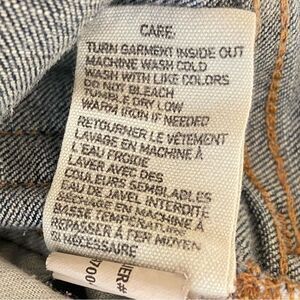 CARE:
TURN GARMENT INSIDE OUT
MACHINE WASH COLD
WASH WITH LIKE COLORS
DO NOT BLEACH
TUMBLE DRY LOW
WARM IRON IF NEEDED
RETOURNER LE VÊTEMENT
LAVAGE EN MACHINE À
L'EAU FROIDE
LAVER AVEC DES
COULEURS SEMBLABLES
EAU DE JAVEL INTERDITE
SÉCHAGE EN MACHINE À
BASSE TEMPÉRATURE
REPASSER À FER MOYEN
SI NÉCESSAIRE